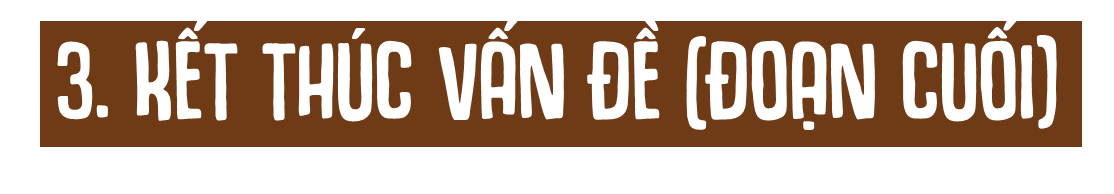 3. KẾT THÚC VẤN ĐỀ (ĐOẠN CUỐI)